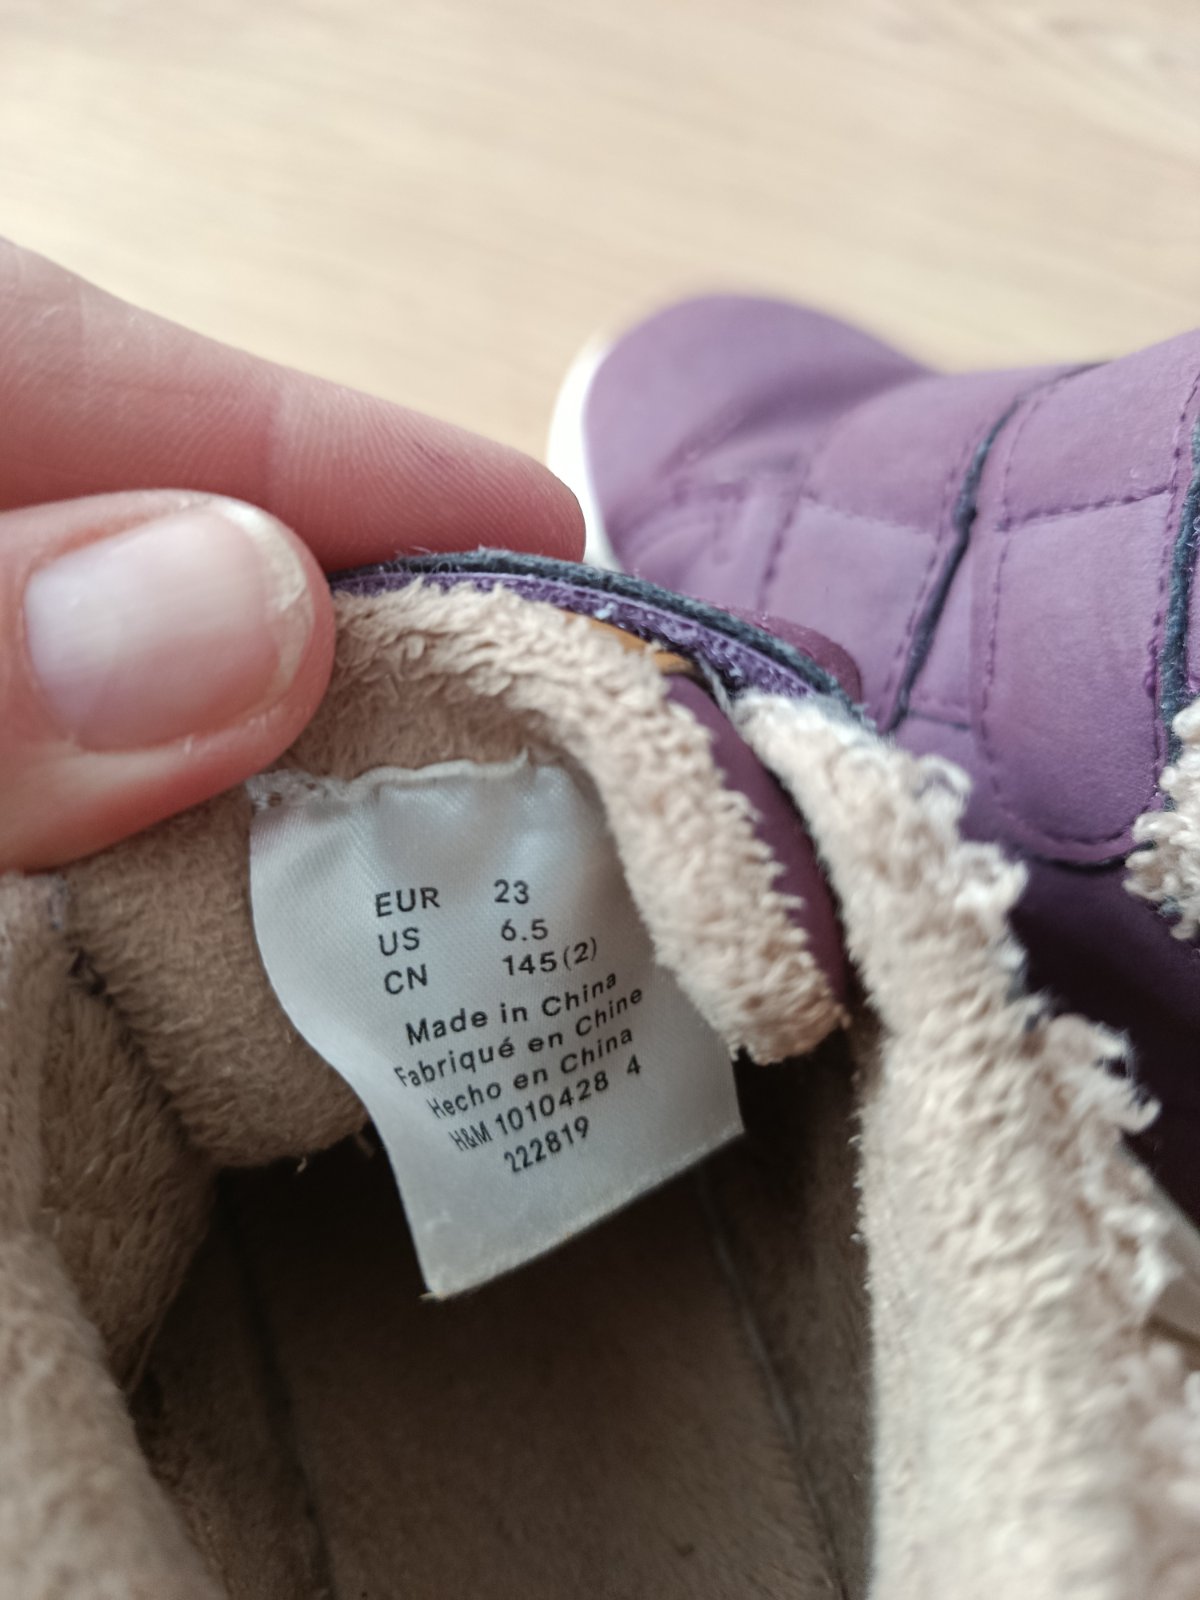 EUR 23
US 6.5
CN 145(2)
Made in China
Fabriqué en Chine
Hecho en China
H&M 1010428 4
222819